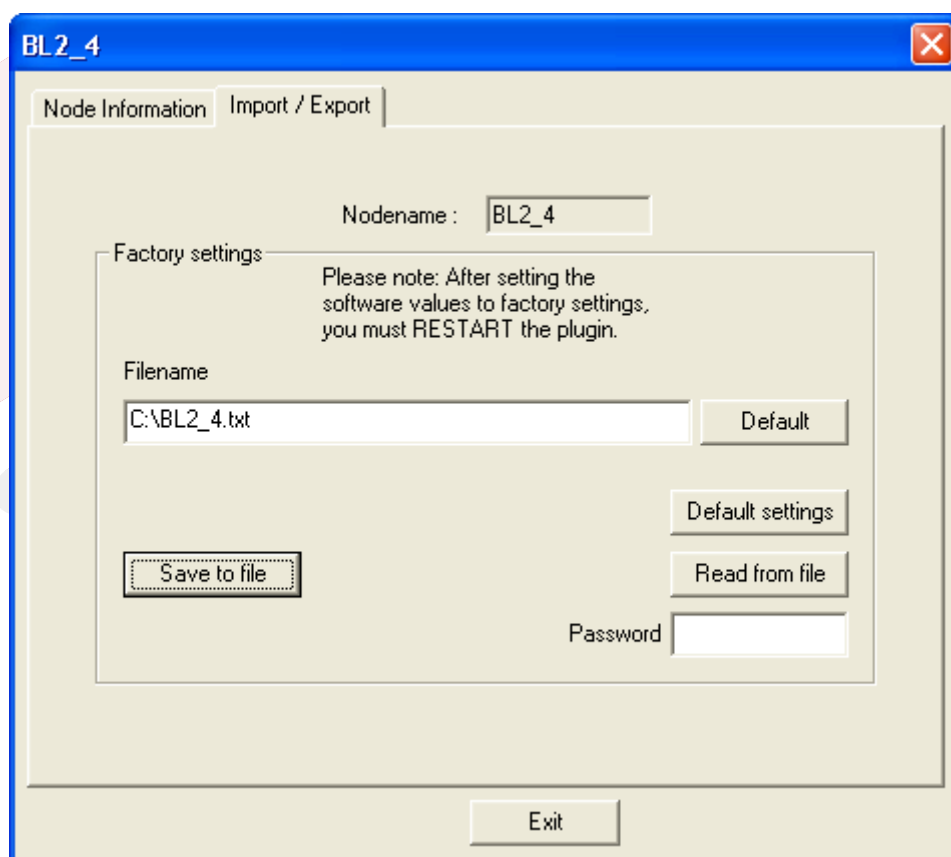 BL2_4
Node Information
Import / Export
Nodename :
BL2_4
Factory settings
Please note: After setting the
software values to factory settings,
you must RESTART the plugin.
Filename
C:\BL2_4.txt
Default
Default settings
Save to file
Read from file
Password
Exit